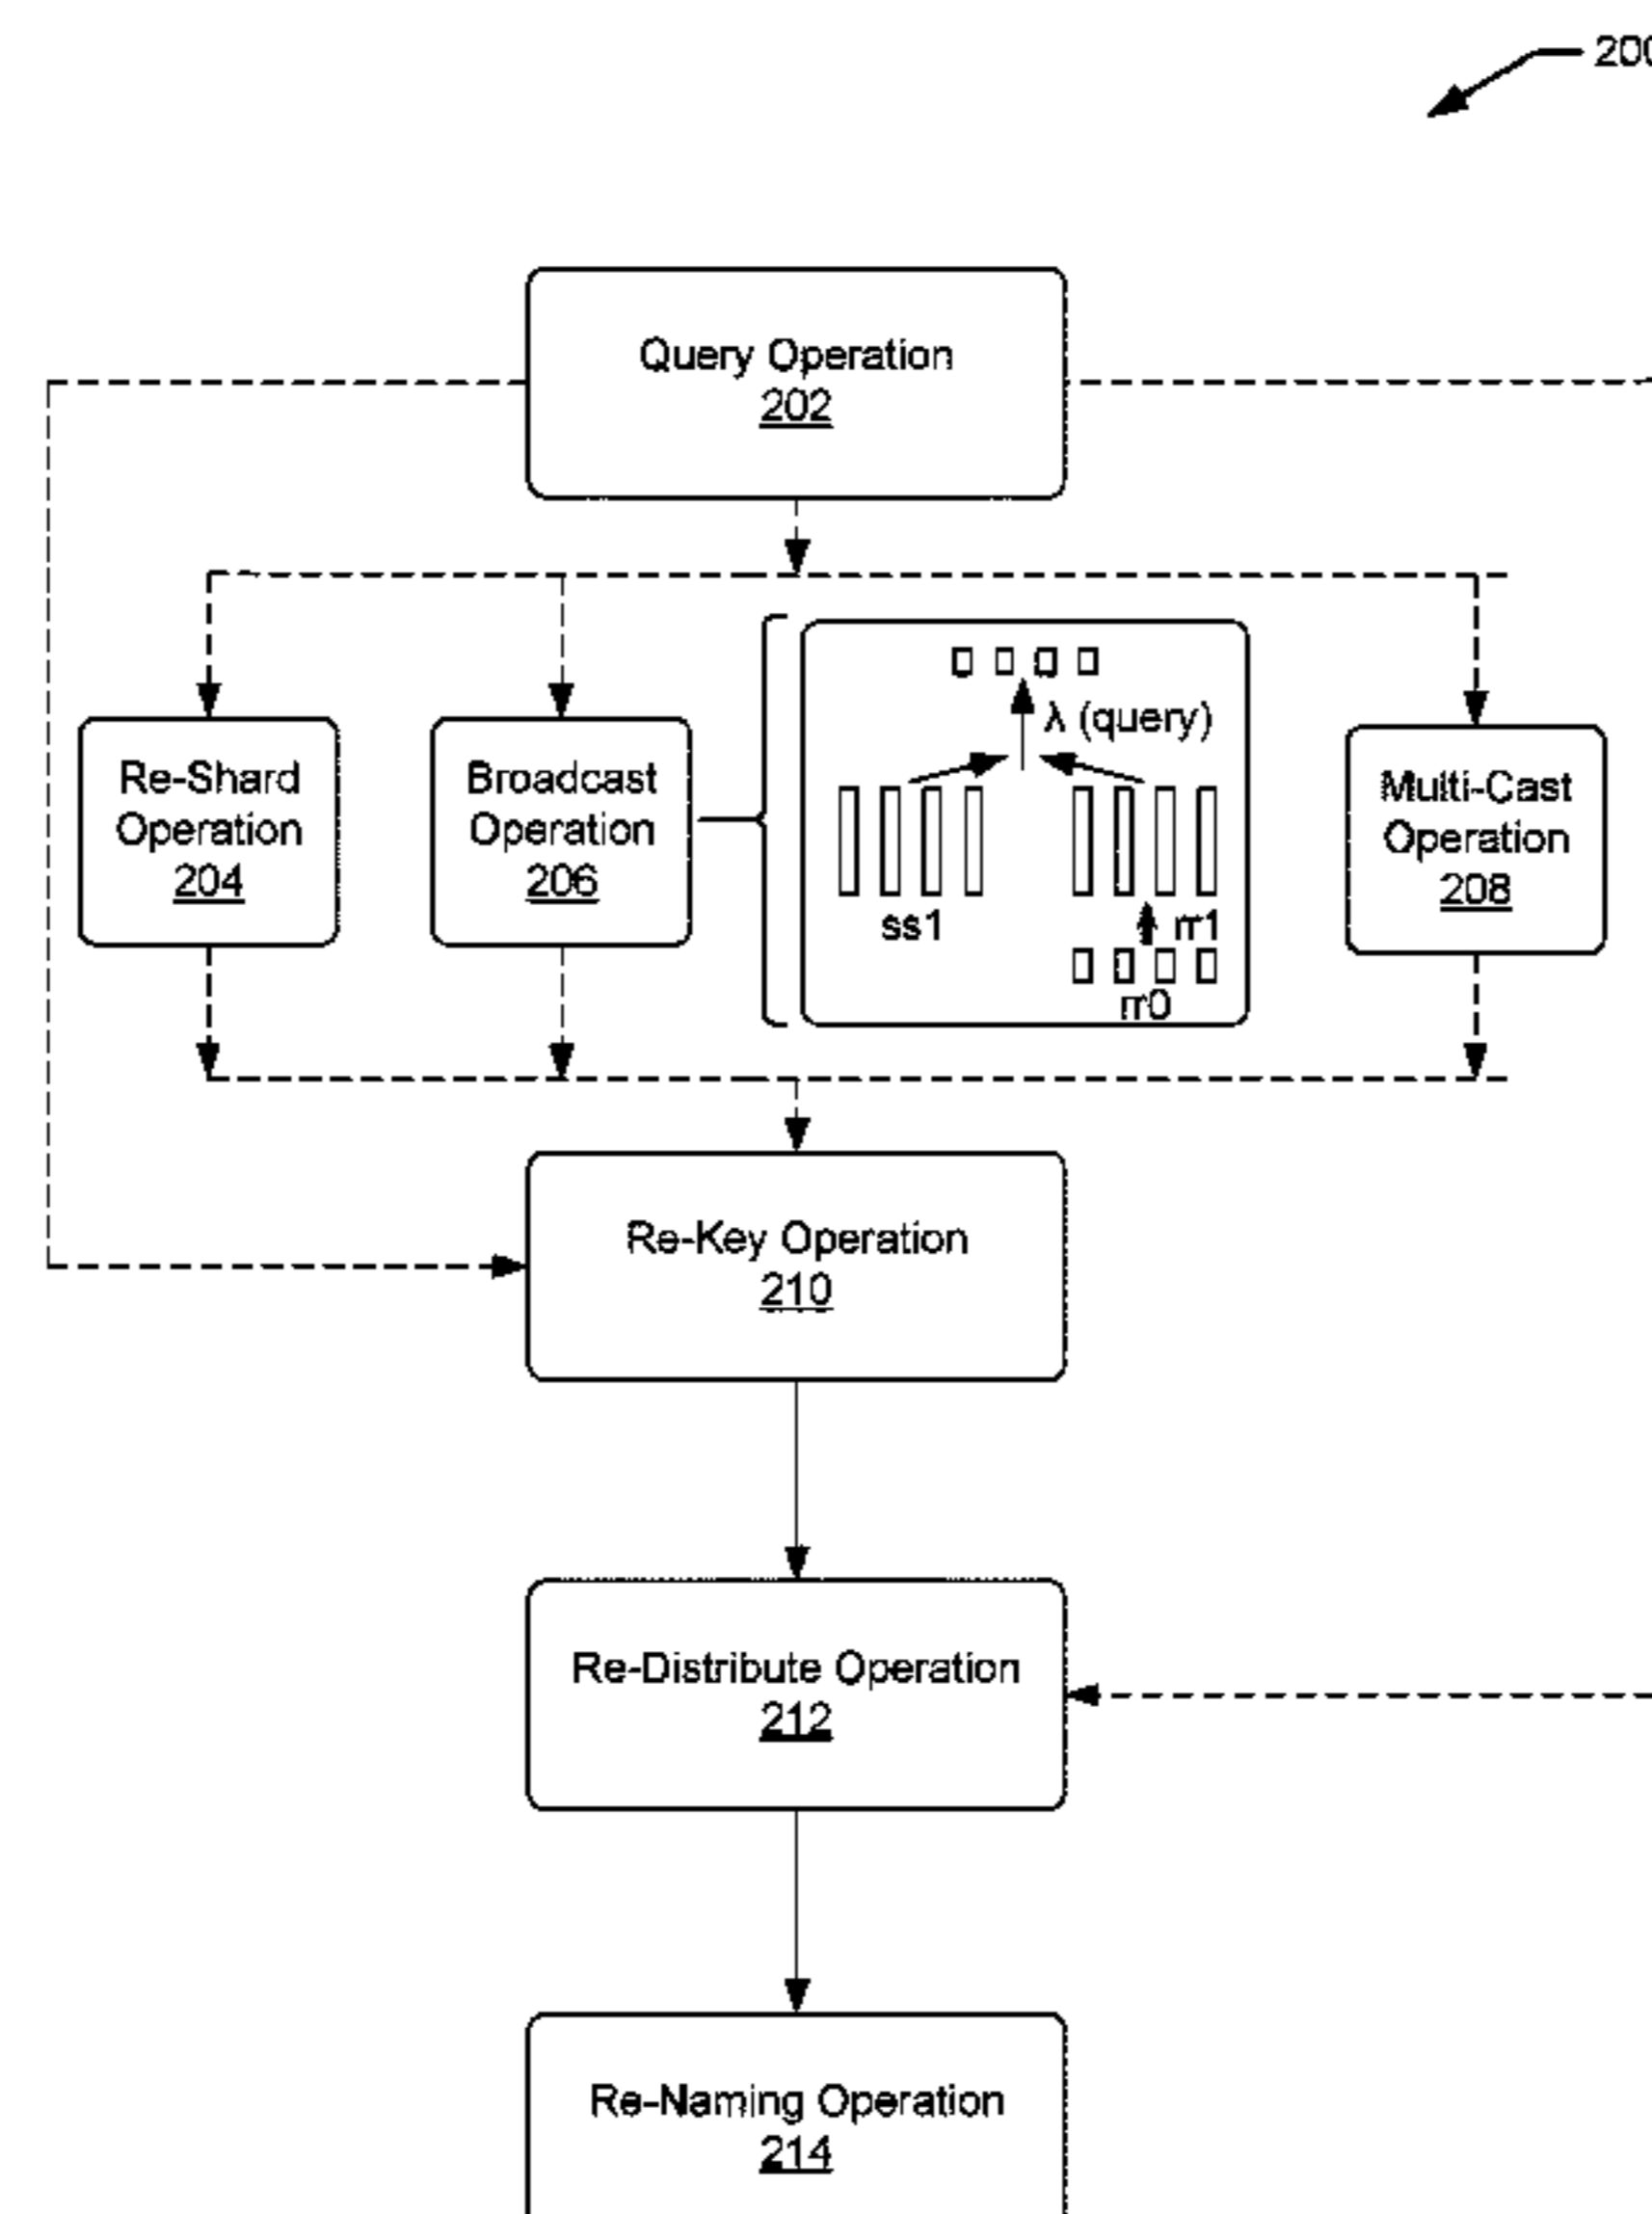 200
Query Operation
202
λ (query)
Re-Shard
Operation
204
Broadcast
Operation
206
ss1
rr1
rr0
Multi-Cast
Operation
208
Re-Key Operation
210
Re-Distribute Operation
212
Re-Naming Operation
214